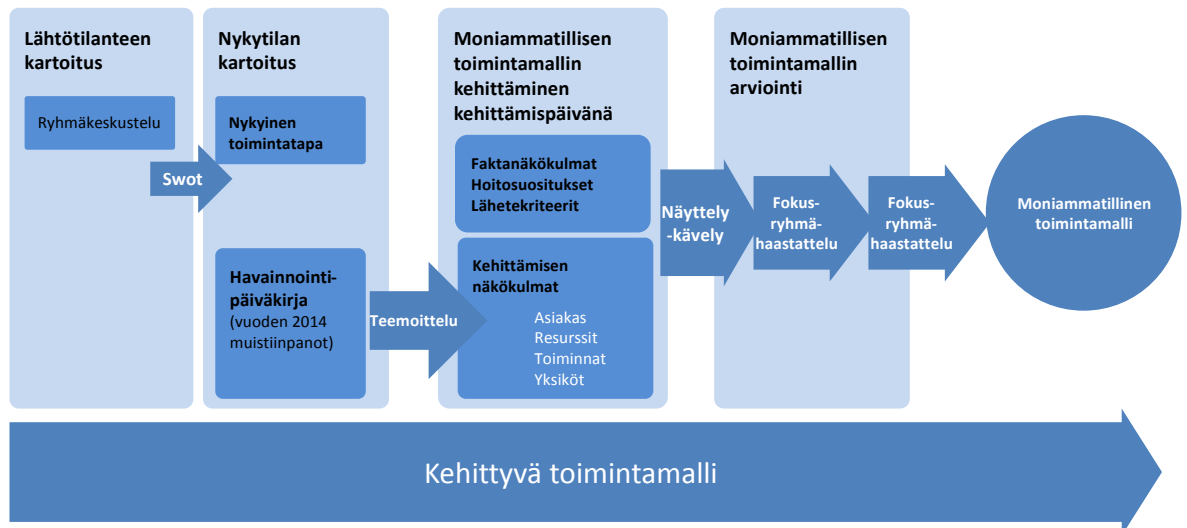 Lähtötilanteen
kartoitus
Ryhmäkeskustelu
Swot
Nykytilan
kartoitus
Nykyinen
toimintatapa
Havainnointi-
päiväkirja
(vuoden 2014
muistiinpanot)
Teemoittelu
Moniammatillisen
toimintamallin
kehittäminen
kehittämispäivänä
Faktanäkökulmat
Hoitosuositukset
Lähetekriteerit
Kehittämisen
näkökulmat
Asiakas
Resurssit
Toiminnat
Yksiköt
Näyttely
-kävely
Moniammatillisen
toimintamallin
arviointi
Fokus-
ryhmä-
haastattelu
Fokus-
ryhmä-
haastattelu
Moniammatillinen
toimintamalli
Kehittyvä toimintamalli